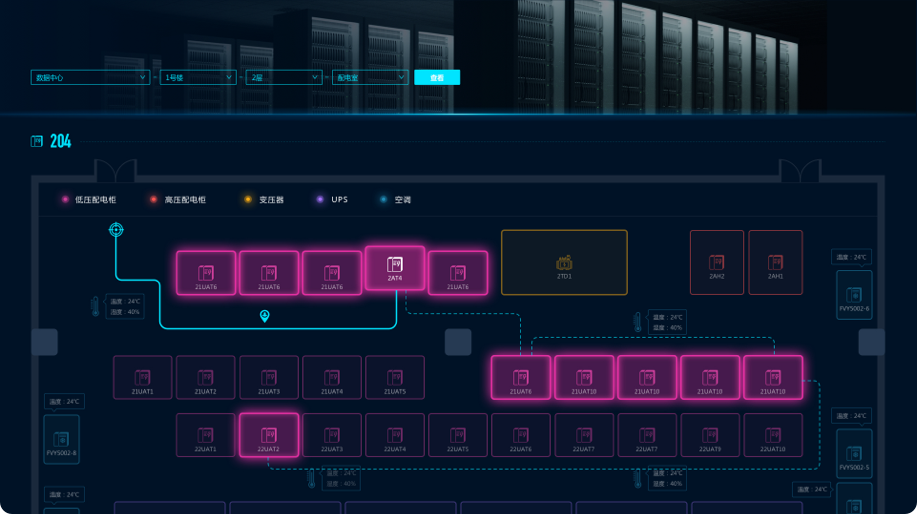 数据中心 - 1号楼 - 2层 - 配电室 查看
204
低压配电柜 高压配电柜 变压器 UPS 空调
21UAT6 21UAT6 21UAT6 2AT4 21UAT6 2TD1 2AH2 2AH1
温度：24℃
FVY5002-6
温度：24℃
湿度：40%
温度：24℃
湿度：40%
21UAT1 21UAT2 21UAT3 21UAT4 21UAT5 21UAT6 21UAT10 21UAT10 21UAT10 21UAT10
温度：24℃
FVY5002-8
22UAT1 22UAT2 22UAT3 22UAT4 22UAT5 22UAT6 22UAT7 22UAT7 22UAT9 22UAT10
温度：24℃
FVY5002-5
温度：24℃
湿度：40%
温度：24℃
湿度：40%
温度：24℃
温度：24℃